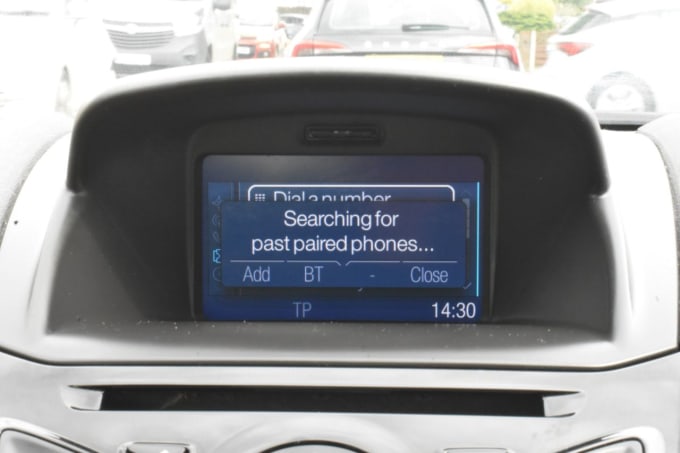 Dial a number
Searching for
past paired phones...
Add BT - Close
TP 14:30